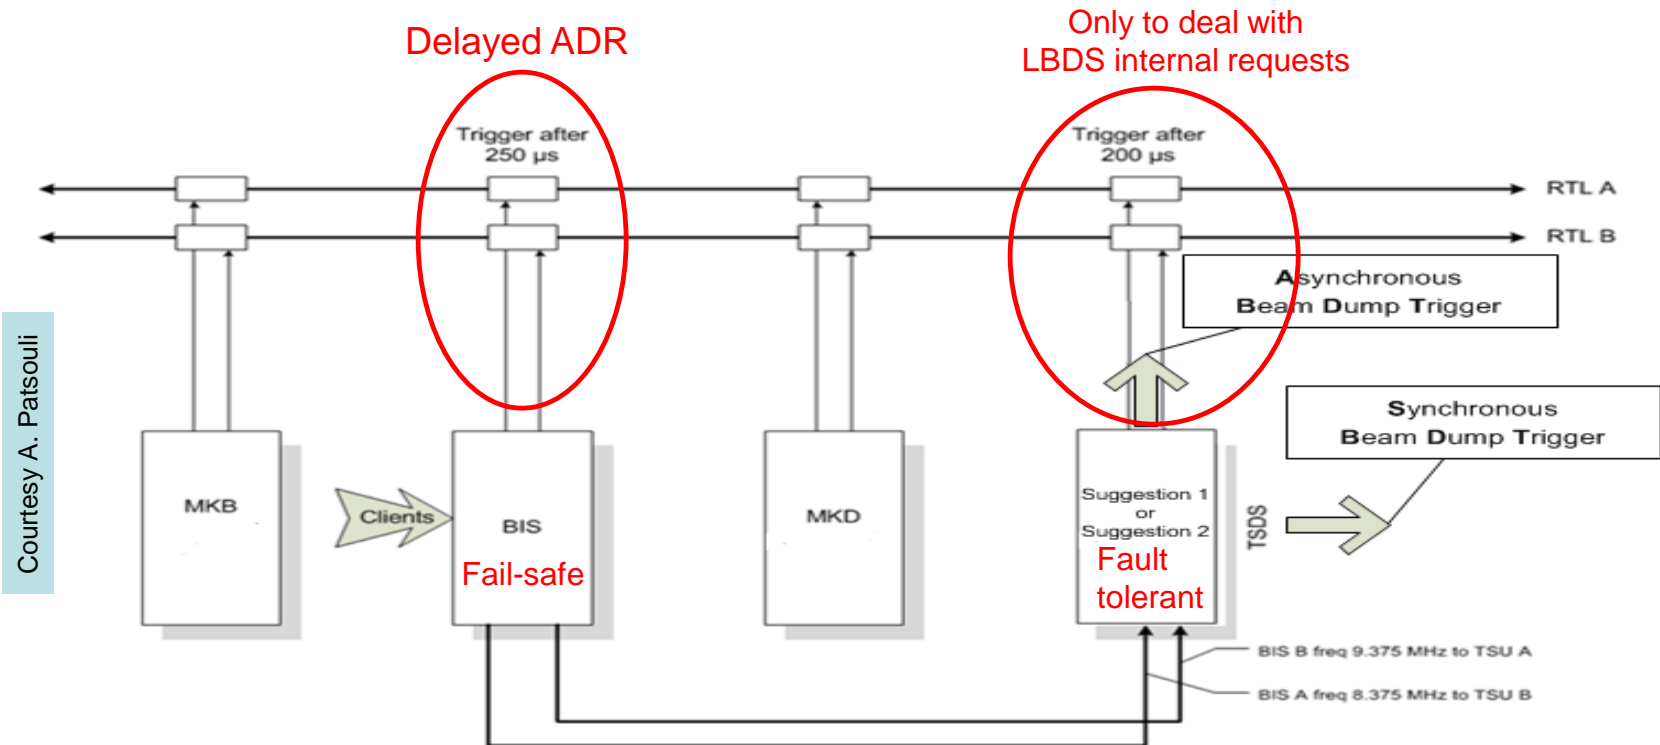 Delayed ADR
Only to deal with
LBDS internal requests
Trigger after
250 µs
Trigger after
200 µs
RTL A
RTL B
Asynchronous
Beam Dump Trigger
Synchronous
Beam Dump Trigger
Courtesy A. Patsouli
MKB
Clients
BIS
Fail-safe
MKD
Suggestion 1
or
Suggestion 2
Fault
tolerant
TSDS
BIS B freq 9.375 MHz to TSU A
BIS A freq 8.375 MHz to TSU B